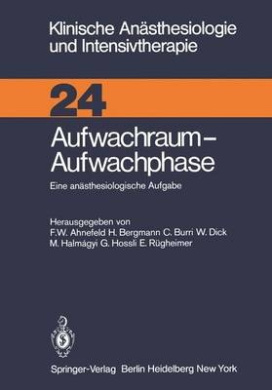 Klinische Anästhesiologie
und Intensivtherapie
24
Aufwachraum–
Aufwachphase
Eine anästhesiologische Aufgabe
Herausgegeben von
F.W. Ahnefeld H. Bergmann C. Burri W. Dick
M. Halmágyi G. Hossli E. Rügheimer
Springer-Verlag Berlin Heidelberg New York